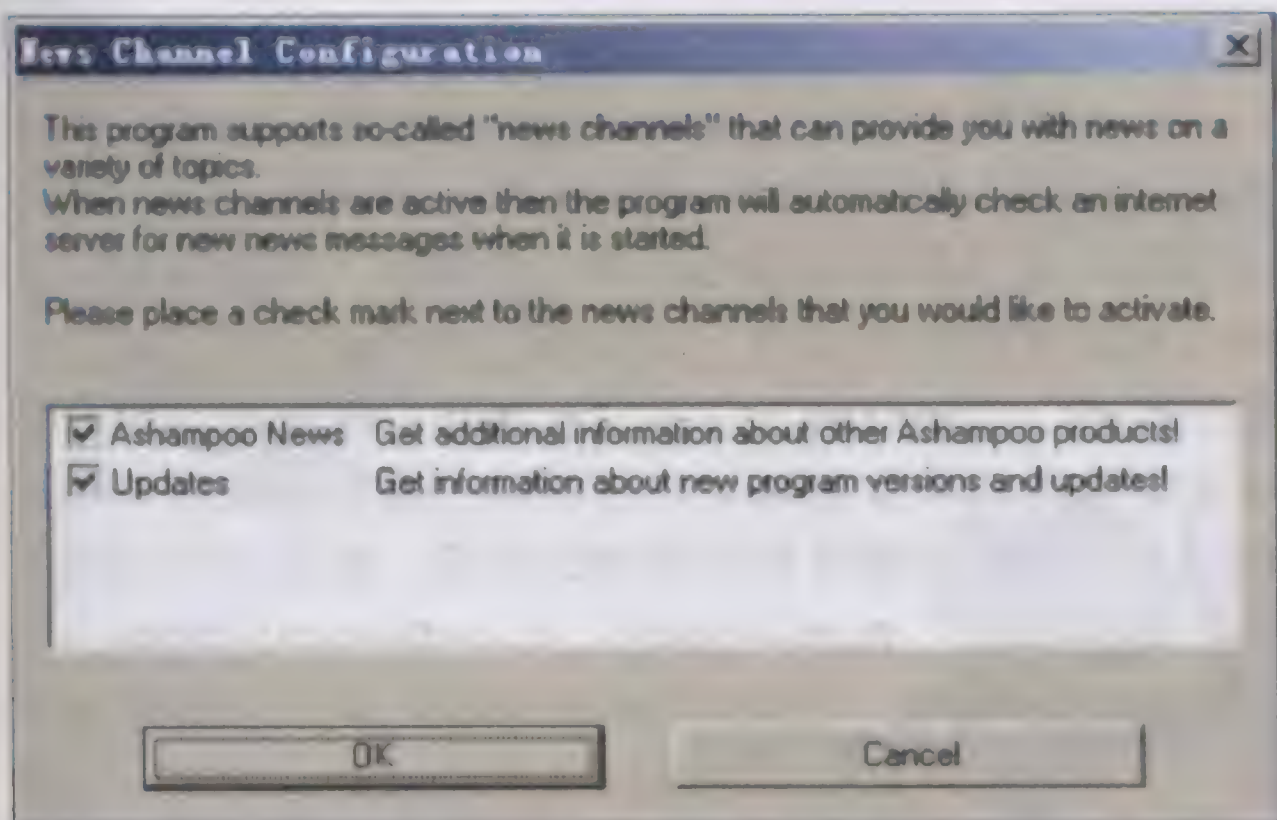 News Channel Configuration
This program supports so-called "news channels" that can provide you with news on a
variety of topics.
When news channels are active then the program will automatically check an internet
server for new news messages when it is started.
Please place a check mark next to the news channels that you would like to activate.
Ashampoo News Get additional information about other Ashampoo products!
Updates Get information about new program versions and updates!
OK Cancel